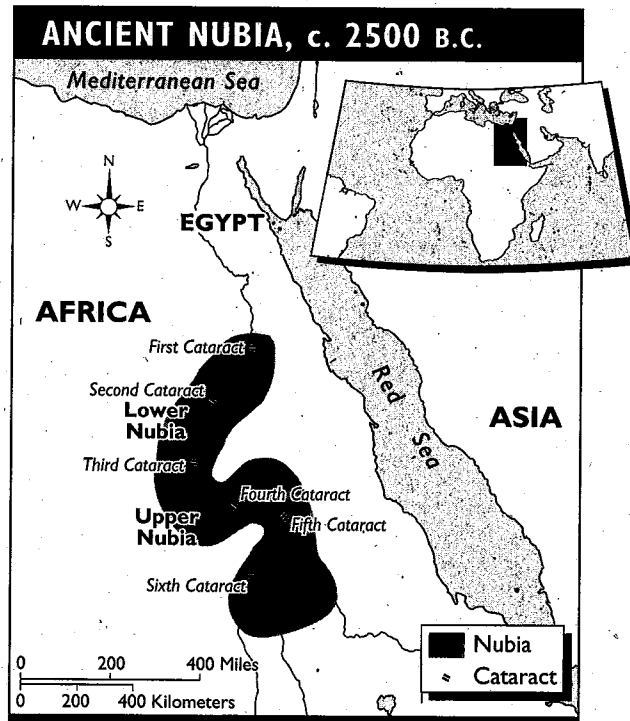 ANCIENT NUBIA, c. 2500 B.C.
Mediterranean Sea
N
W
E
S
EGYPT
AFRICA
First Cataract
Second Cataract
Lower
Nubia
Red
Sea
ASIA
Third Cataract
Fourth Cataract
Upper
Nubia
Fifth Cataract
Sixth Cataract
Nubia
Cataract
0 200 400 Miles
0 200 400 Kilometers